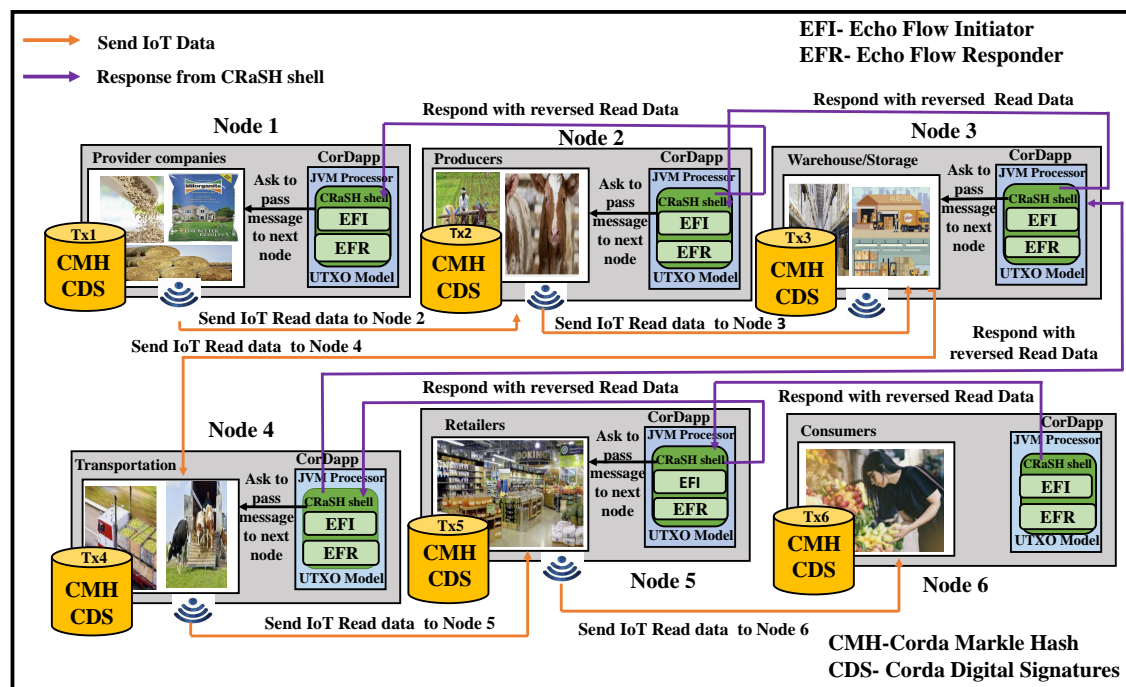 Send IoT Data
Response from CRaSH shell
EFI- Echo Flow Initiator
EFR- Echo Flow Responder
Respond with reversed Read Data
Respond with reversed Read Data
Node 1
Node 2
Node 3
Provider companies
CorDapp
JVM Processor
CRaSH shell
EFI
EFR
UTXO Model
Ask to
pass
message
to next
node
Milorganite
Tx1
CMH
CDS
Producers
CorDapp
JVM Processor
CRaSH shell
EFI
EFR
UTXO Model
Ask to
pass
message
to next
node
Tx2
CMH
CDS
Warehouse/Storage
CorDapp
JVM Processor
CRaSH shell
EFI
EFR
UTXO Model
Ask to
pass
message
to next
node
Tx3
CMH
CDS
Send IoT Read data to Node 2
Send IoT Read data to Node 3
Send IoT Read data to Node 4
Respond with
reversed Read Data
Respond with reversed Read Data
Respond with reversed Read Data
Node 4
Transportation
CorDapp
JVM Processor
CRaSH shell
EFI
EFR
UTXO Model
Ask to
pass
message
to next
node
Tx4
CMH
CDS
Retailers
CorDapp
JVM Processor
CRaSH shell
EFI
EFR
UTXO Model
Ask to
pass
message
to next
node
Tx5
CMH
CDS
Node 5
Consumers
CorDapp
JVM Processor
CRaSH shell
EFI
EFR
UTXO Model
Tx6
CMH
CDS
Node 6
Send IoT Read data to Node 5
Send IoT Read data to Node 6
CMH-Corda Markle Hash
CDS- Corda Digital Signatures